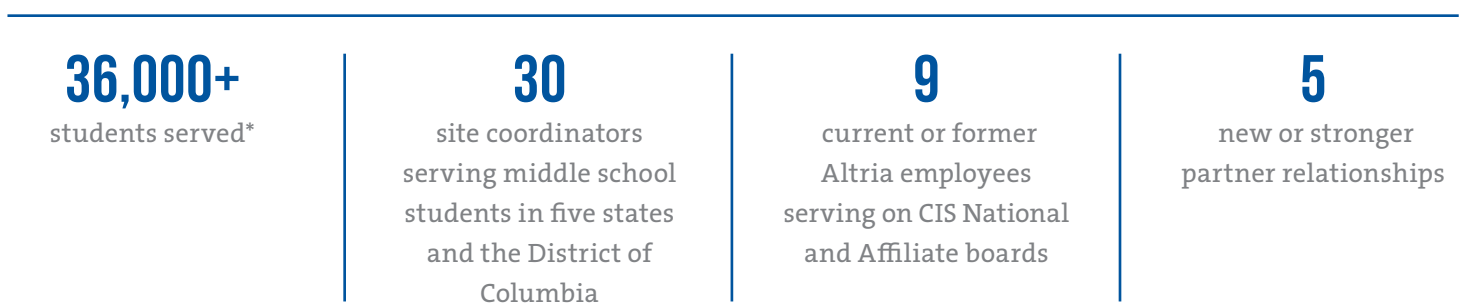 36,000+
students served*
30
site coordinators
serving middle school
students in five states
and the District of
Columbia
9
current or former
Altria employees
serving on CIS National
and Affiliate boards
5
new or stronger
partner relationships